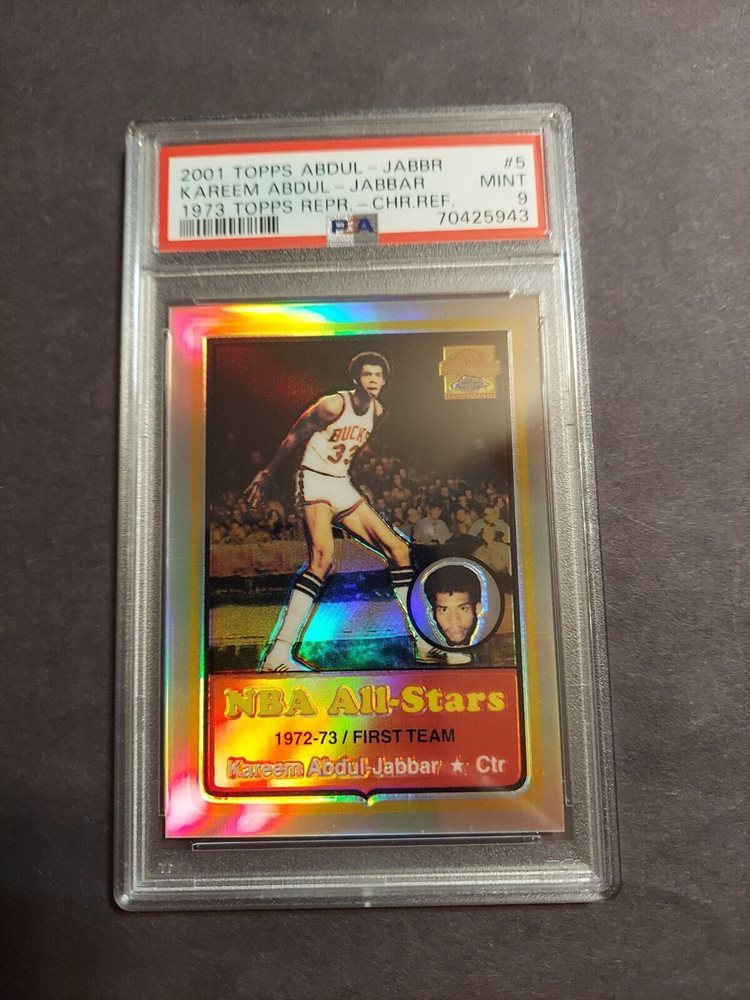 2001 TOPPS ABDUL-JABBR #5
KAREEM ABDUL-JABBAR MINT
1973 TOPPS REPR.-CHR.REF. 9
70425943
PSA
BUCKS
33
NBA All-Stars
1972-73 / FIRST TEAM
Kareem Abdul-Jabbar ★ Ctr